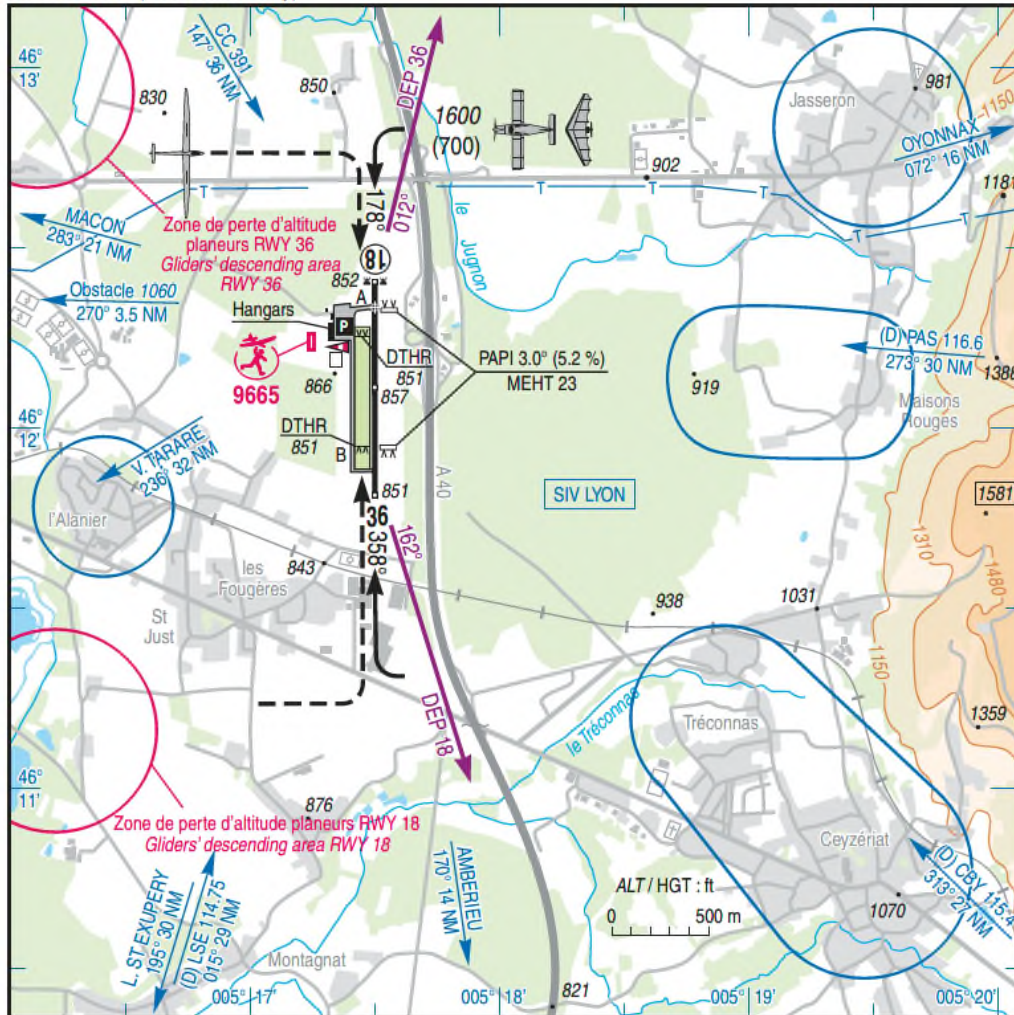 46°
13'
CC 391
147° 36 NM
850
830
DEP 36
012°
1600
(700)
Jasseron
981
1150
OYONNAX
072° 16 NM
902
T
T
T
T
T
T
1181
178°
le Jugnon
MACON
283° 21 NM
Zone de perte d'altitude
planeurs RWY 36
Gliders' descending area
RWY 36
18
852
A
Obstacle 1060
270° 3.5 NM
Hangars
P
DTHR
851
PAPI 3.0° (5.2 %)
MEHT 23
(D) PAS 116.6
273° 30 NM
1388
9665
866
857
919
Maisons
Rouges
46°
12'
DTHR
851
B
V. TARARE
236° 32 NM
A 40
851
SIV LYON
1581
l'Alanier
36
358°
162°
1310
1480
843
les
Fougères
St
Just
938
1031
1150
1359
DEP 18
le Tréconnas
Tréconnas
46°
11'
876
Zone de perte d'altitude planeurs RWY 18
Gliders' descending area RWY 18
Ceyzériat
AMBERIEU
170° 14 NM
ALT / HGT : ft
0 500 m
(D) CBY 115.4
313° 27 NM
1070
L. ST EXUPERY
195° 30 NM
(D) LSE 114.75
015° 29 NM
Montagnat
821
005° 17'
005° 18'
005° 19'
005° 20'